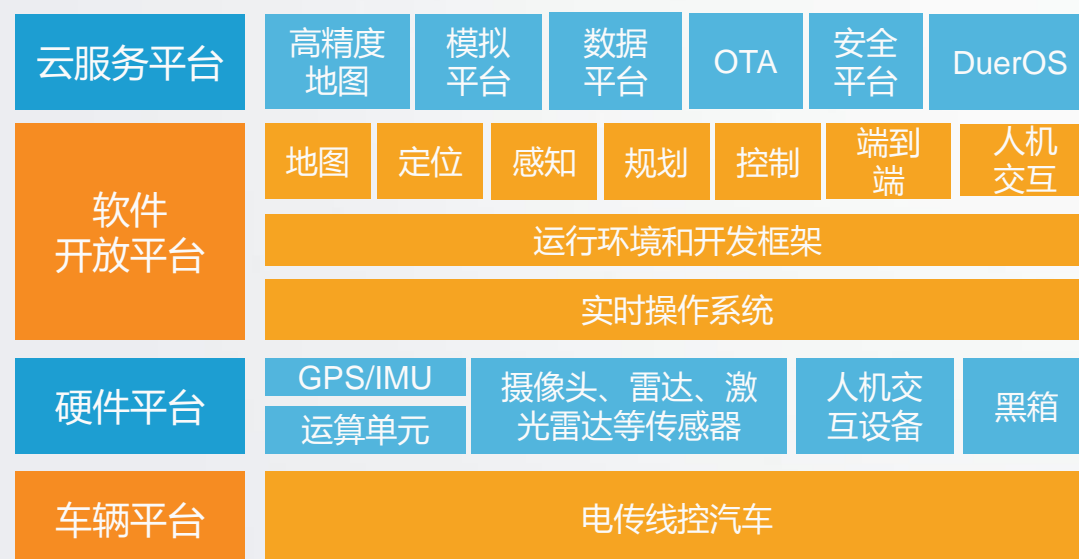 云服务平台
高精度
地图
模拟
平台
数据
平台
OTA
安全
平台
DuerOS
软件
开放平台
地图
定位
感知
规划
控制
端到
端
人机
交互
运行环境和开发框架
实时操作系统
硬件平台
GPS/IMU
运算单元
摄像头、雷达、激
光雷达等传感器
人机交
互设备
黑箱
车辆平台
电传线控汽车